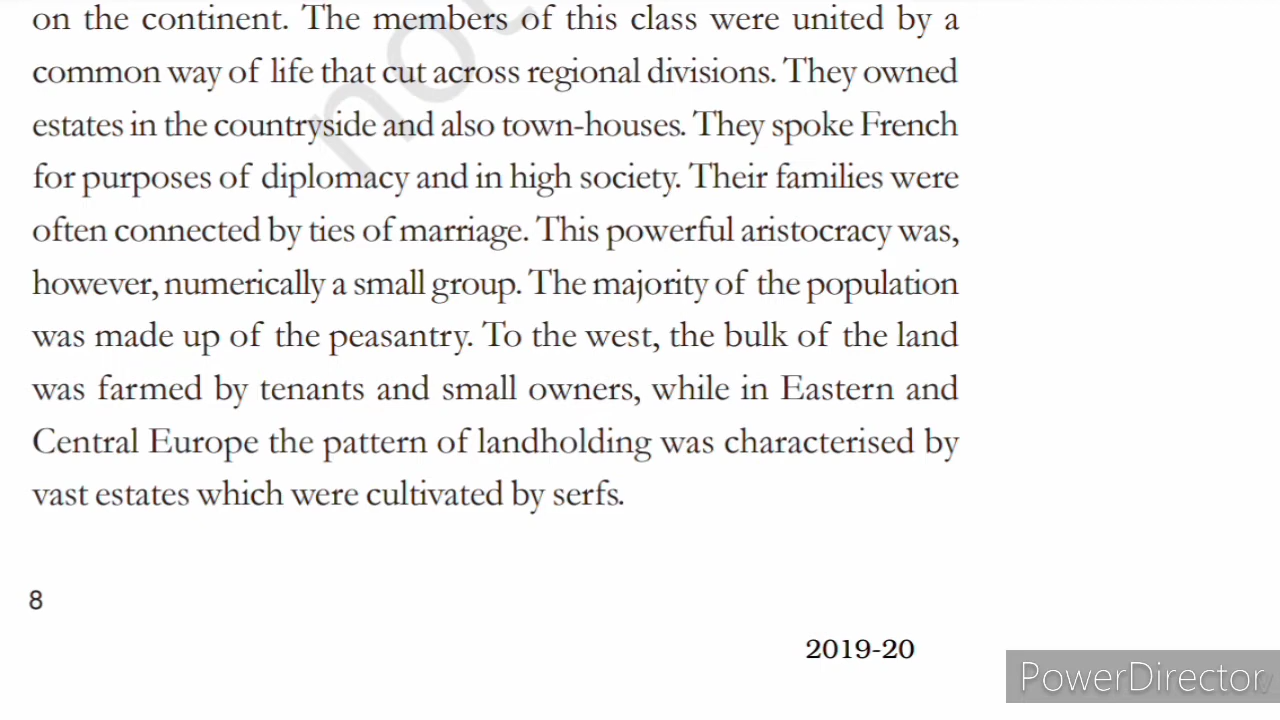 on the continent. The members of this class were united by a
common way of life that cut across regional divisions. They owned
estates in the countryside and also town-houses. They spoke French
for purposes of diplomacy and in high society. Their families were
often connected by ties of marriage. This powerful aristocracy was,
however, numerically a small group. The majority of the population
was made up of the peasantry. To the west, the bulk of the land
was farmed by tenants and small owners, while in Eastern and
Central Europe the pattern of landholding was characterised by
vast estates which were cultivated by serfs.
8
2019-20
PowerDirector
not